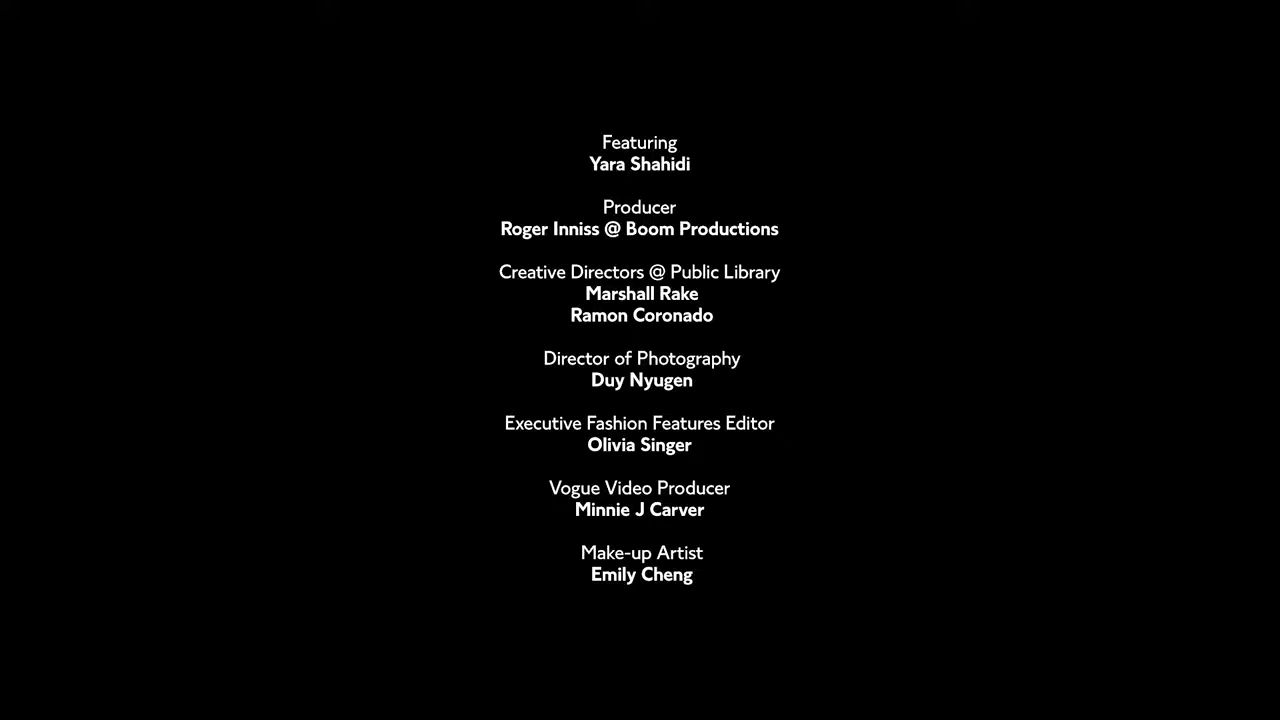 Featuring
Yara Shahidi
Producer
Roger Inniss @ Boom Productions
Creative Directors @ Public Library
Marshall Rake
Ramon Coronado
Director of Photography
Duy Nyugen
Executive Fashion Features Editor
Olivia Singer
Vogue Video Producer
Minnie J Carver
Make-up Artist
Emily Cheng